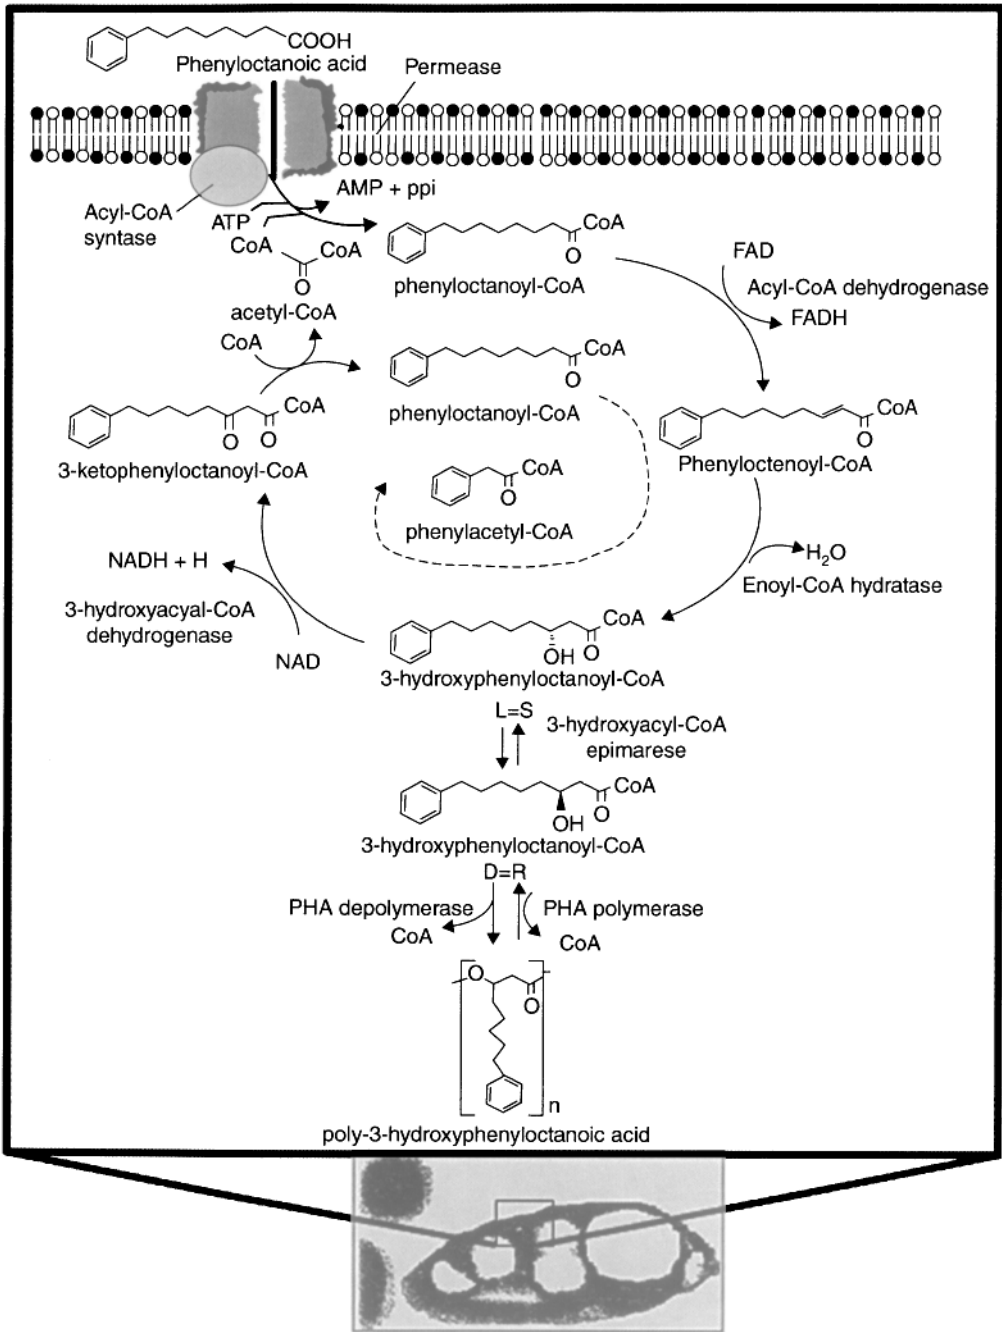 COOH
Phenyloctanoic acid
Permease
AMP + ppi
Acyl-CoA
syntase
ATP
CoA
CoA
O
acetyl-CoA
CoA
O
phenyloctanoyl-CoA
FAD
Acyl-CoA dehydrogenase
FADH
CoA
CoA
O
phenyloctanoyl-CoA
CoA
O
O
3-ketophenyloctanoyl-CoA
CoA
O
Phenyloctenoyl-CoA
CoA
O
phenylacetyl-CoA
NADH + H
3-hydroxyacyal-CoA
dehydrogenase
NAD
H2O
Enoyl-CoA hydratase
CoA
OH
O
3-hydroxyphenyloctanoyl-CoA
L=S
3-hydroxyacyl-CoA
epimarese
CoA
O
OH
3-hydroxyphenyloctanoyl-CoA
D=R
PHA depolymerase
CoA
PHA polymerase
CoA
O
O
n
poly-3-hydroxyphenyloctanoic acid